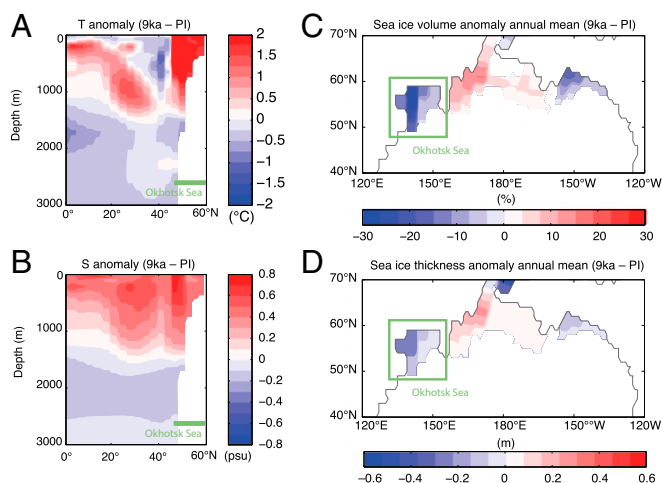 A
T anomaly (9ka – PI)
Depth (m)
0
1000
2000
3000
Okhotsk Sea
0°
20°
40°
60°N
2
1.5
1
0.5
0
−0.5
−1
−1.5
−2
(°C)
C
Sea ice volume anomaly annual mean (9ka – PI)
70°N
60°N
50°N
40°N
Okhotsk Sea
120°E
150°E
180°W
150°W
120°W
(%)
−30
−20
−10
0
10
20
30
B
S anomaly (9ka – PI)
Depth (m)
0
1000
2000
3000
Okhotsk Sea
0°
20°
40°
60°N
0.8
0.6
0.4
0.2
0
−0.2
−0.4
−0.6
−0.8
(psu)
D
Sea ice thickness anomaly annual mean (9ka – PI)
70°N
60°N
50°N
40°N
Okhotsk Sea
120°E
150°E
180°W
150°°W
120°W
(m)
−0.6
−0.4
−0.2
0
0.2
0.4
0.6